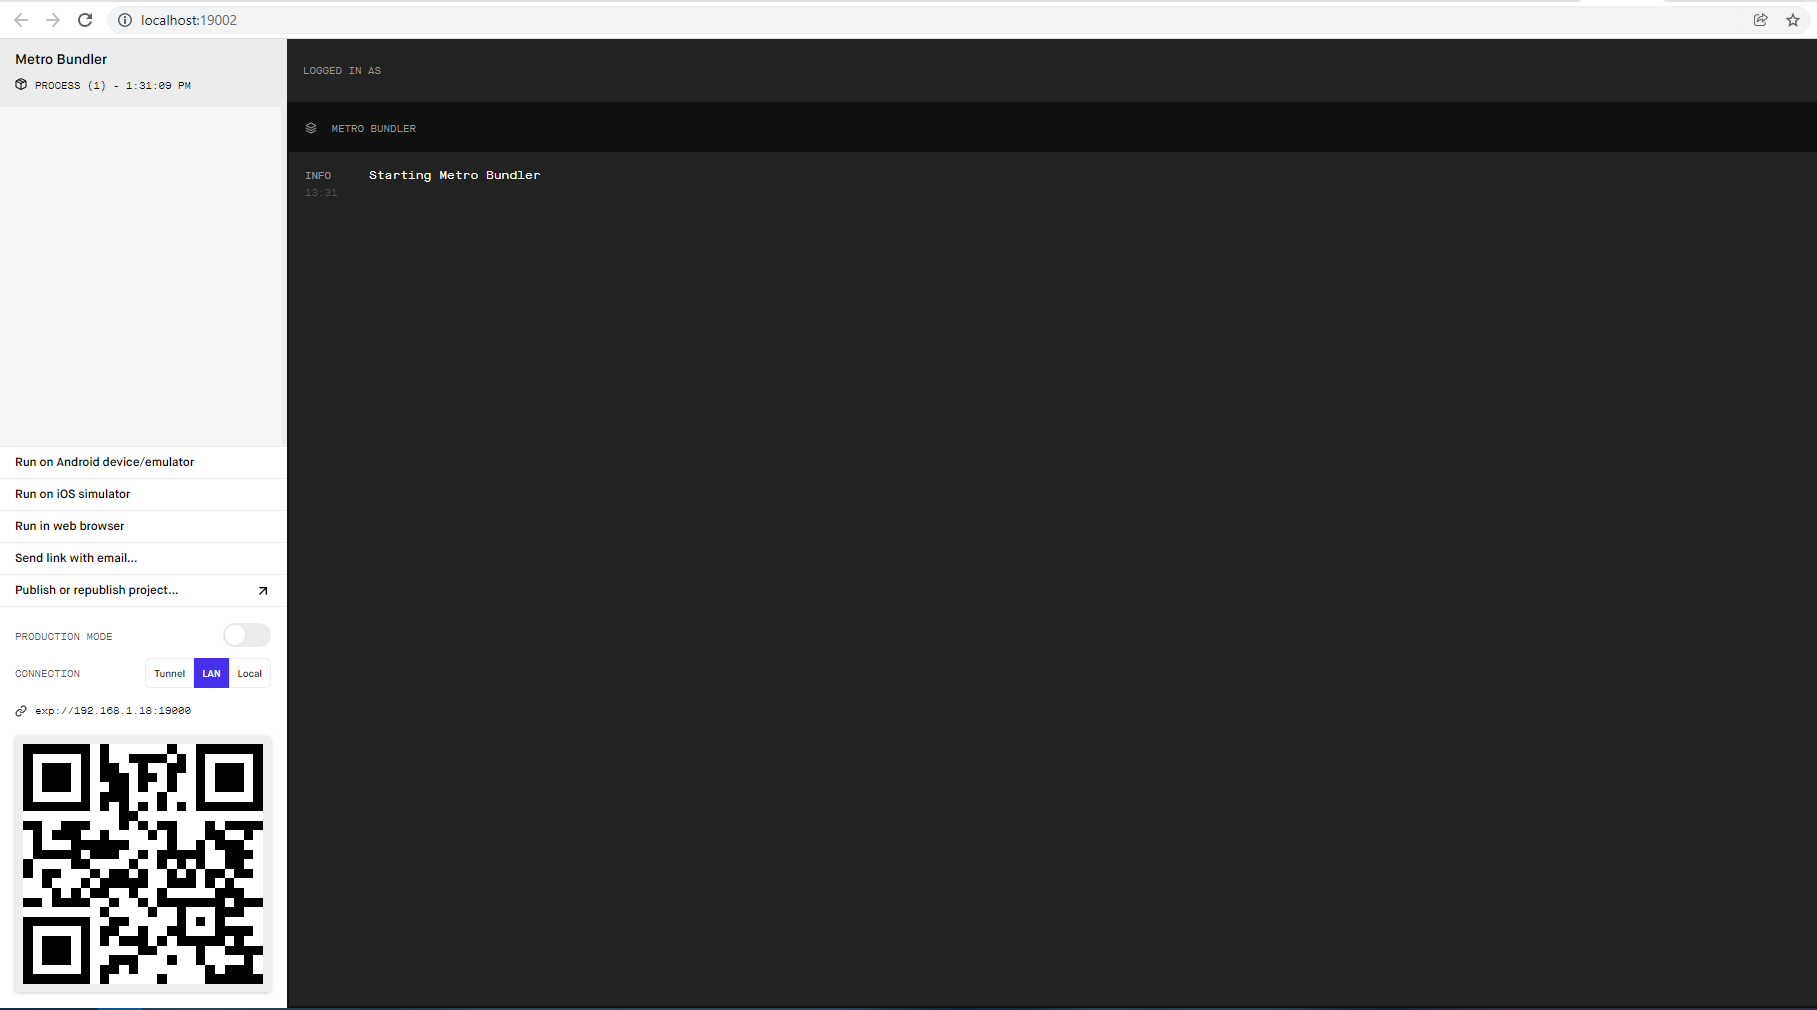 localhost:19002
Metro Bundler
PROCESS (1) - 1:31:09 PM
LOGGED IN AS
METRO BUNDLER
INFO
Starting Metro Bundler
13:31
Run on Android device/emulator
Run on iOS simulator
Run in web browser
Send link with email...
Publish or republish project...
PRODUCTION MODE
CONNECTION
Tunnel
LAN
Local
exp://192.168.1.18:19000